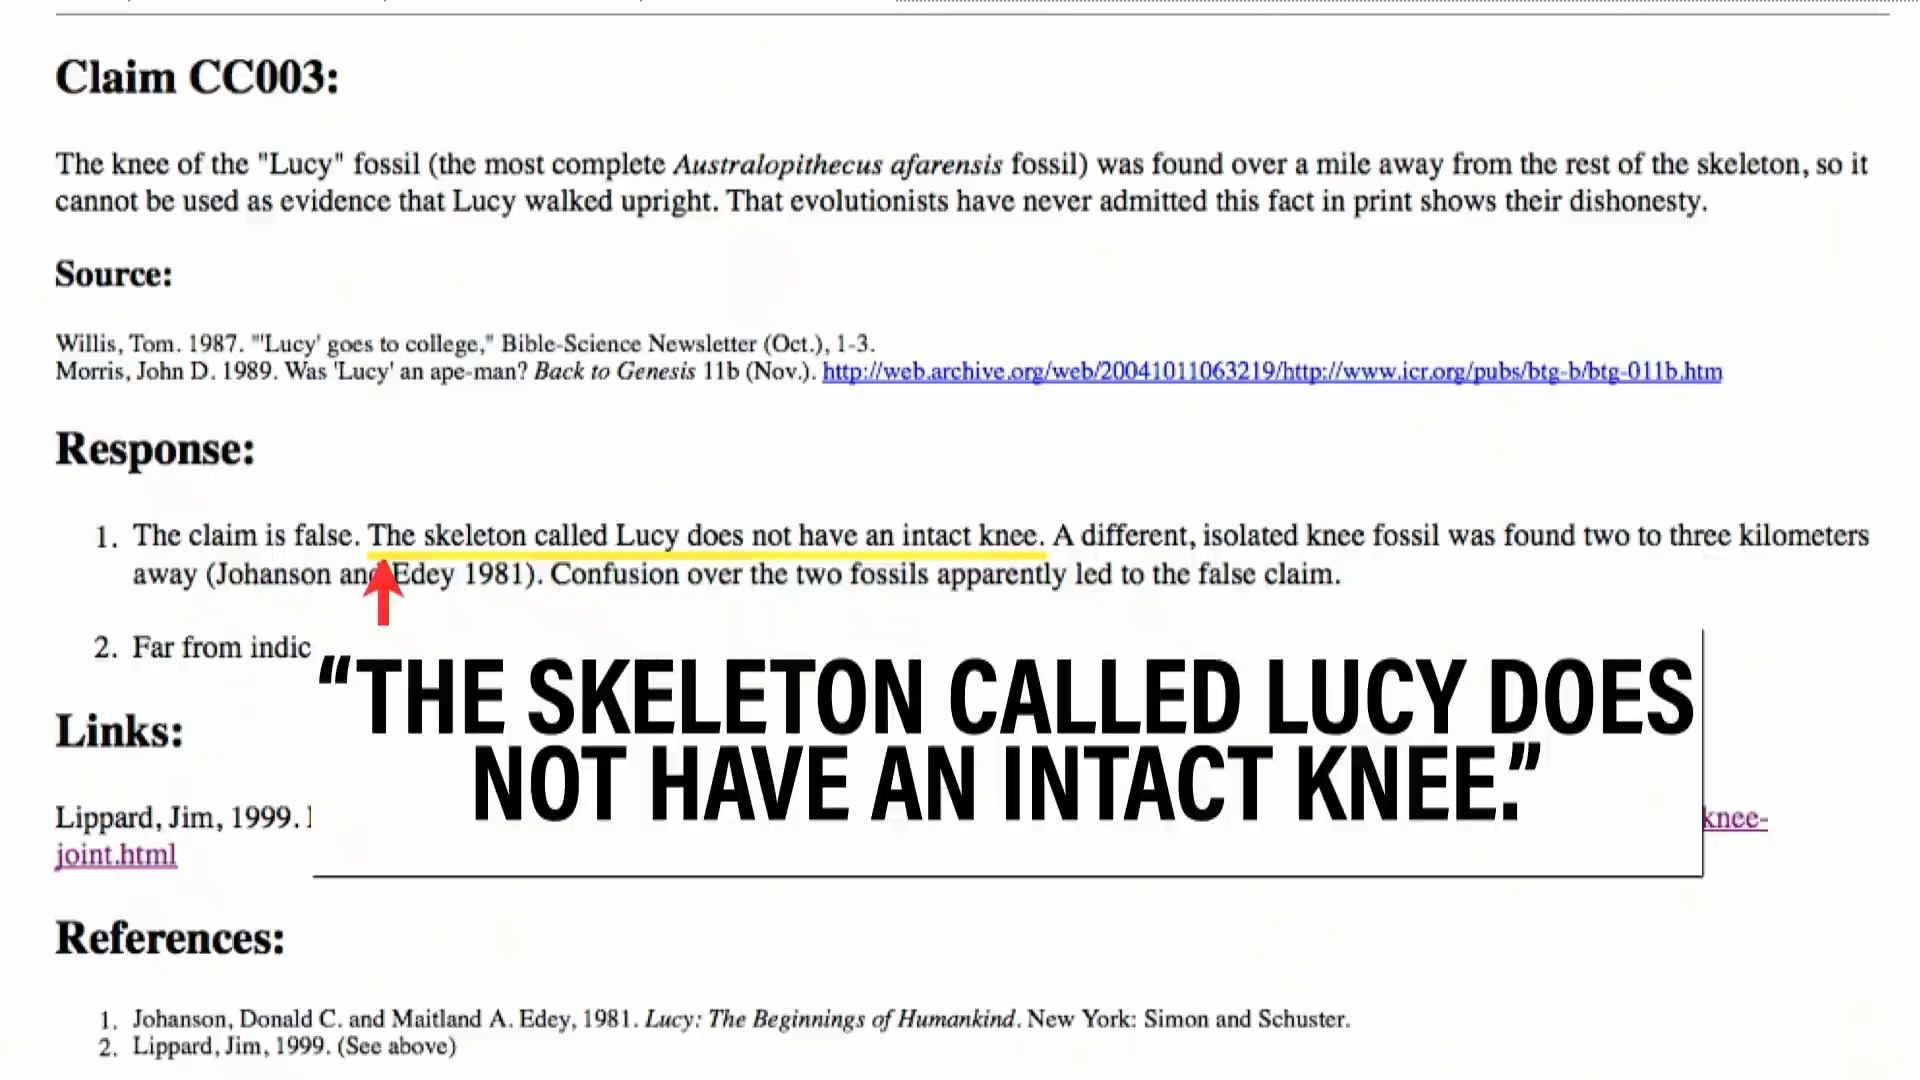 Claim CC003:
The knee of the "Lucy" fossil (the most complete Australopithecus afarensis fossil) was found over a mile away from the rest of the skeleton, so it
cannot be used as evidence that Lucy walked upright. That evolutionists have never admitted this fact in print shows their dishonesty.
Source:
Willis, Tom. 1987. "'Lucy' goes to college," Bible-Science Newsletter (Oct.), 1-3.
Morris, John D. 1989. Was 'Lucy' an ape-man? Back to Genesis 11b (Nov.). http://web.archive.org/web/20041011063219/http://www.icr.org/pubs/btg-b/btg-011b.htm
Response:
1. The claim is false. The skeleton called Lucy does not have an intact knee. A different, isolated knee fossil was found two to three kilometers
away (Johanson and Edey 1981). Confusion over the two fossils apparently led to the false claim.
2. Far from indic
“THE SKELETON CALLED LUCY DOES
NOT HAVE AN INTACT KNEE.”
Links:
Lippard, Jim, 1999. knee-
joint.html
References:
1. Johanson, Donald C. and Maitland A. Edey, 1981. Lucy: The Beginnings of Humankind. New York: Simon and Schuster.
2. Lippard, Jim, 1999. (See above)